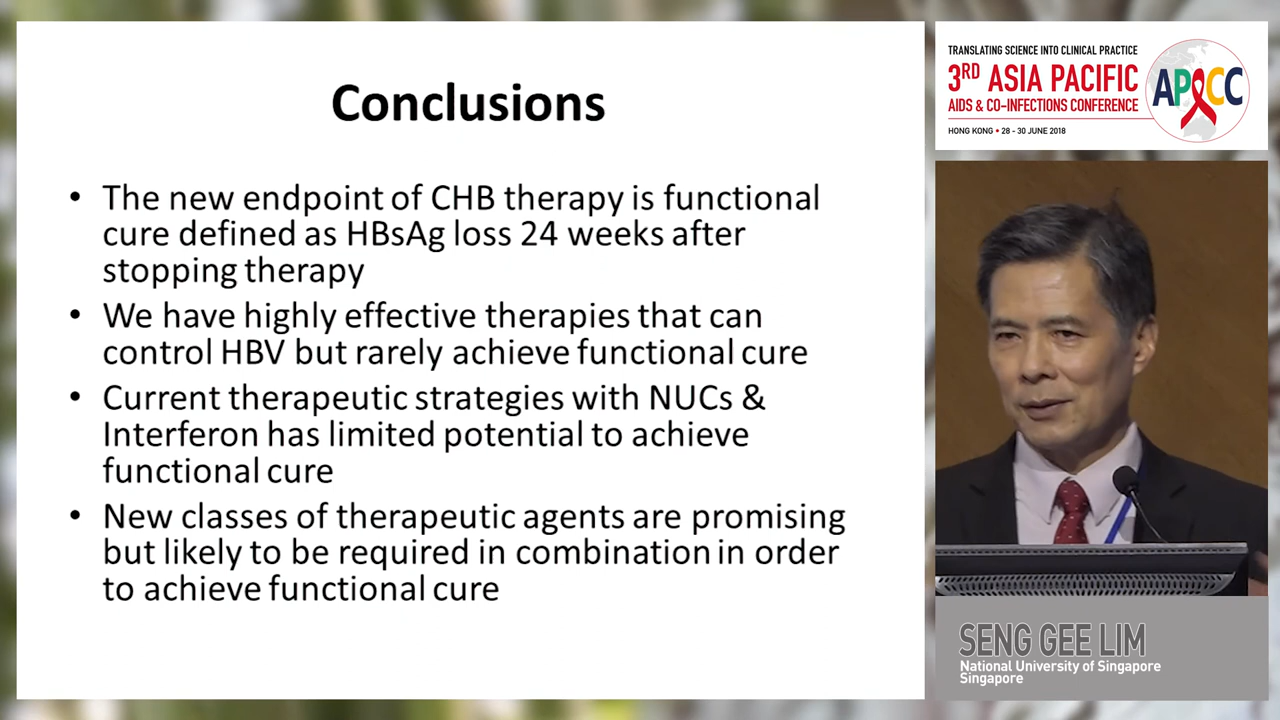 Conclusions
• The new endpoint of CHB therapy is functional
cure defined as HBsAg loss 24 weeks after
stopping therapy
• We have highly effective therapies that can
control HBV but rarely achieve functional cure
• Current therapeutic strategies with NUCs &
Interferon has limited potential to achieve
functional cure
• New classes of therapeutic agents are promising
but likely to be required in combination in order
to achieve functional cure
TRANSLATING SCIENCE INTO CLINICAL PRACTICE
3RD ASIA PACIFIC
AIDS & CO-INFECTIONS CONFERENCE
HONG KONG • 28 - 30 JUNE 2018
APACC
SENG GEE LIM
National University of Singapore
Singapore